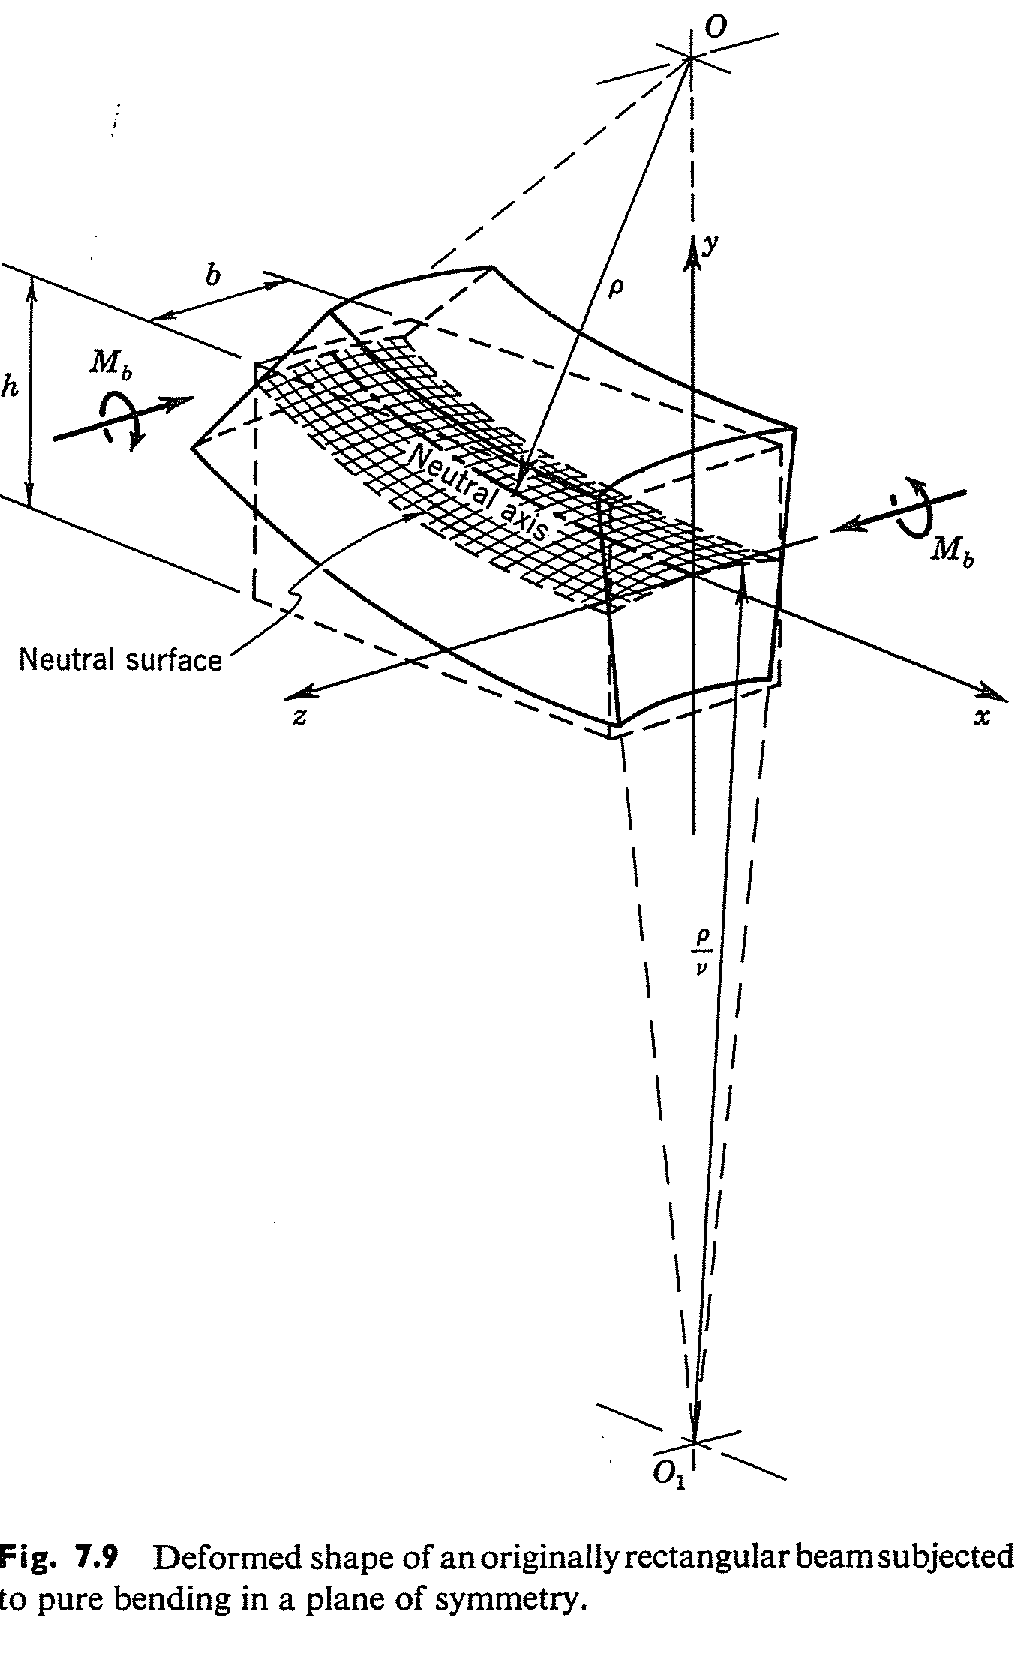 O
y
b
ρ
M_b
h
Neutral axis
M_b
Neutral surface
z
x
ρ/ν
O₁
Fig. 7.9 Deformed shape of an originally rectangular beam subjected
to pure bending in a plane of symmetry.